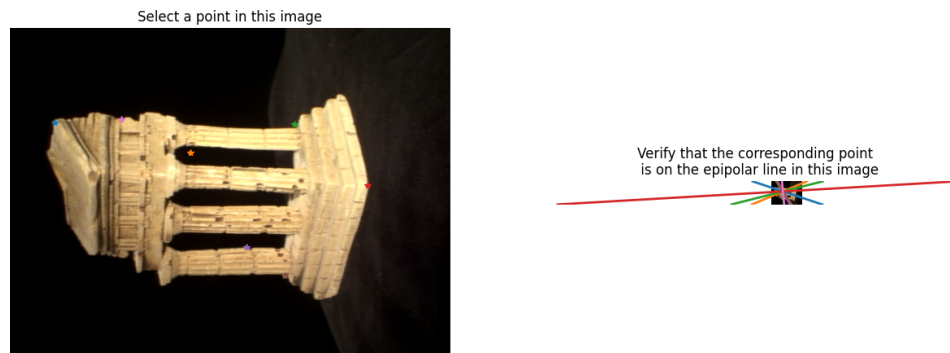 Select a point in this image
Verify that the corresponding point
is on the epipolar line in this image